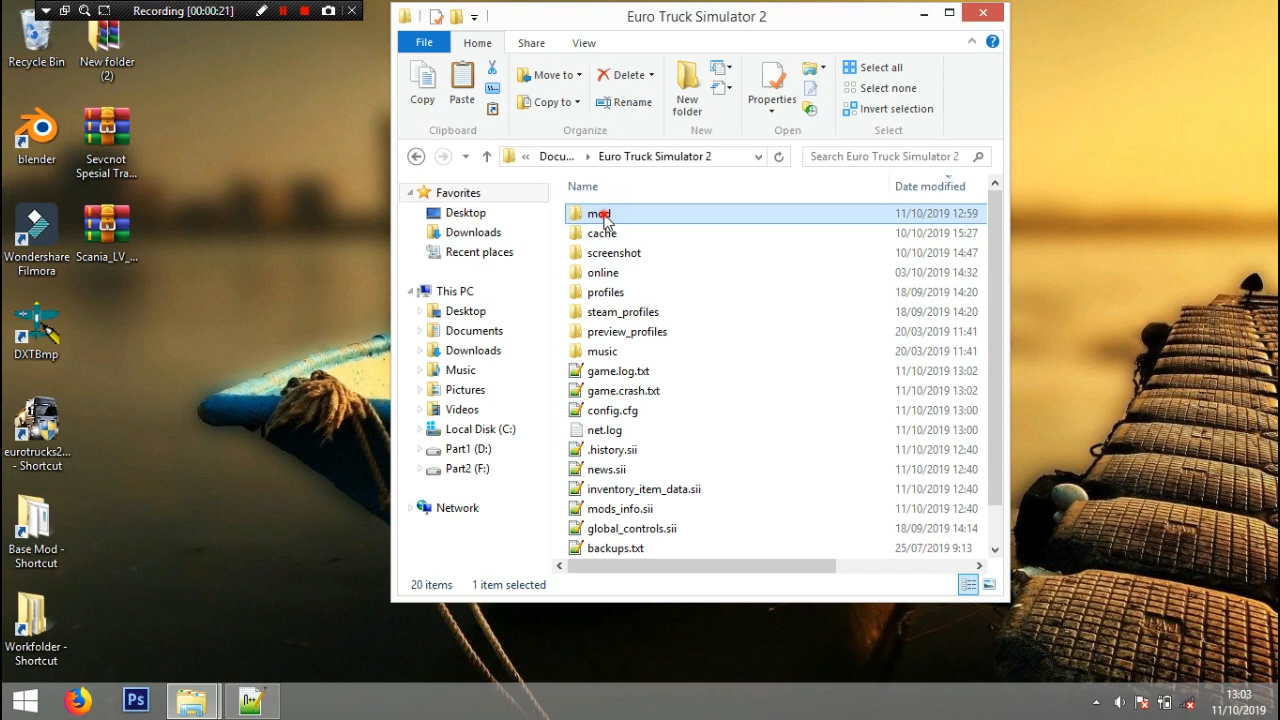 Recording [00:00:21]
Recycle Bin
New folder
(2)
blender
Sevcnot
Spesial Tra...
Wondershare
Filmora
Scania_LV_...
DXTBmp
eurotrucks2...
- Shortcut
Base Mod -
Shortcut
Workfolder -
Shortcut
Euro Truck Simulator 2
File
Home
Share
View
Copy
Paste
Clipboard
Move to
Copy to
Delete
Rename
Organize
New
folder
New
Properties
Open
Select all
Select none
Invert selection
Select
« Docu... Euro Truck Simulator 2
Search Euro Truck Simulator 2
Favorites
Desktop
Downloads
Recent places
This PC
Desktop
Documents
Downloads
Music
Pictures
Videos
Local Disk (C:)
Part1 (D:)
Part2 (F:)
Network
Name Date modified
mod 11/10/2019 12:59
cache 10/10/2019 15:27
screenshot 10/10/2019 14:47
online 03/10/2019 14:32
profiles 18/09/2019 14:20
steam_profiles 18/09/2019 14:20
preview_profiles 20/03/2019 11:41
music 20/03/2019 11:41
game.log.txt 11/10/2019 13:02
game.crash.txt 11/10/2019 13:02
config.cfg 11/10/2019 13:00
net.log 11/10/2019 13:00
.history.sii 11/10/2019 12:40
news.sii 11/10/2019 12:40
inventory_item_data.sii 11/10/2019 12:40
mods_info.sii 11/10/2019 12:40
global_controls.sii 18/09/2019 14:14
backups.txt 25/07/2019 9:13
20 items 1 item selected
Ps
13:03
11/10/2019